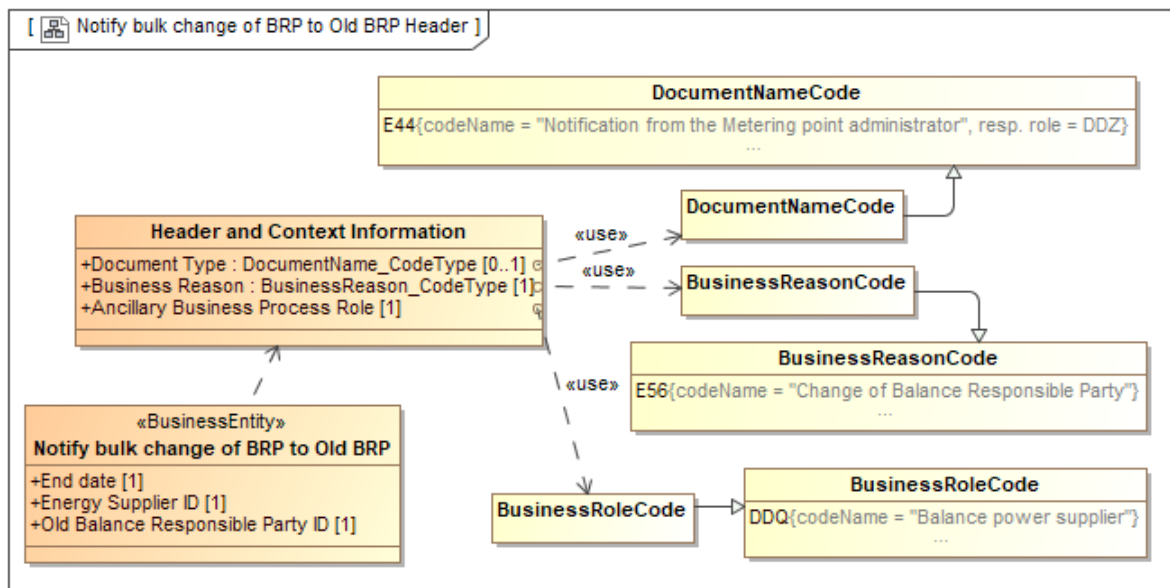 [ Notify bulk change of BRP to Old BRP Header ]
DocumentNameCode
E44{codeName = "Notification from the Metering point administrator", resp. role = DDZ}
...
DocumentNameCode
Header and Context Information
+Document Type : DocumentName_CodeType [0..1]
+Business Reason : BusinessReason_CodeType [1]
+Ancillary Business Process Role [1]
«use»
«use»
BusinessReasonCode
BusinessReasonCode
E56{codeName = "Change of Balance Responsible Party"}
...
«use»
«BusinessEntity»
Notify bulk change of BRP to Old BRP
+End date [1]
+Energy Supplier ID [1]
+Old Balance Responsible Party ID [1]
BusinessRoleCode
BusinessRoleCode
DDQ{codeName = "Balance power supplier"}
...